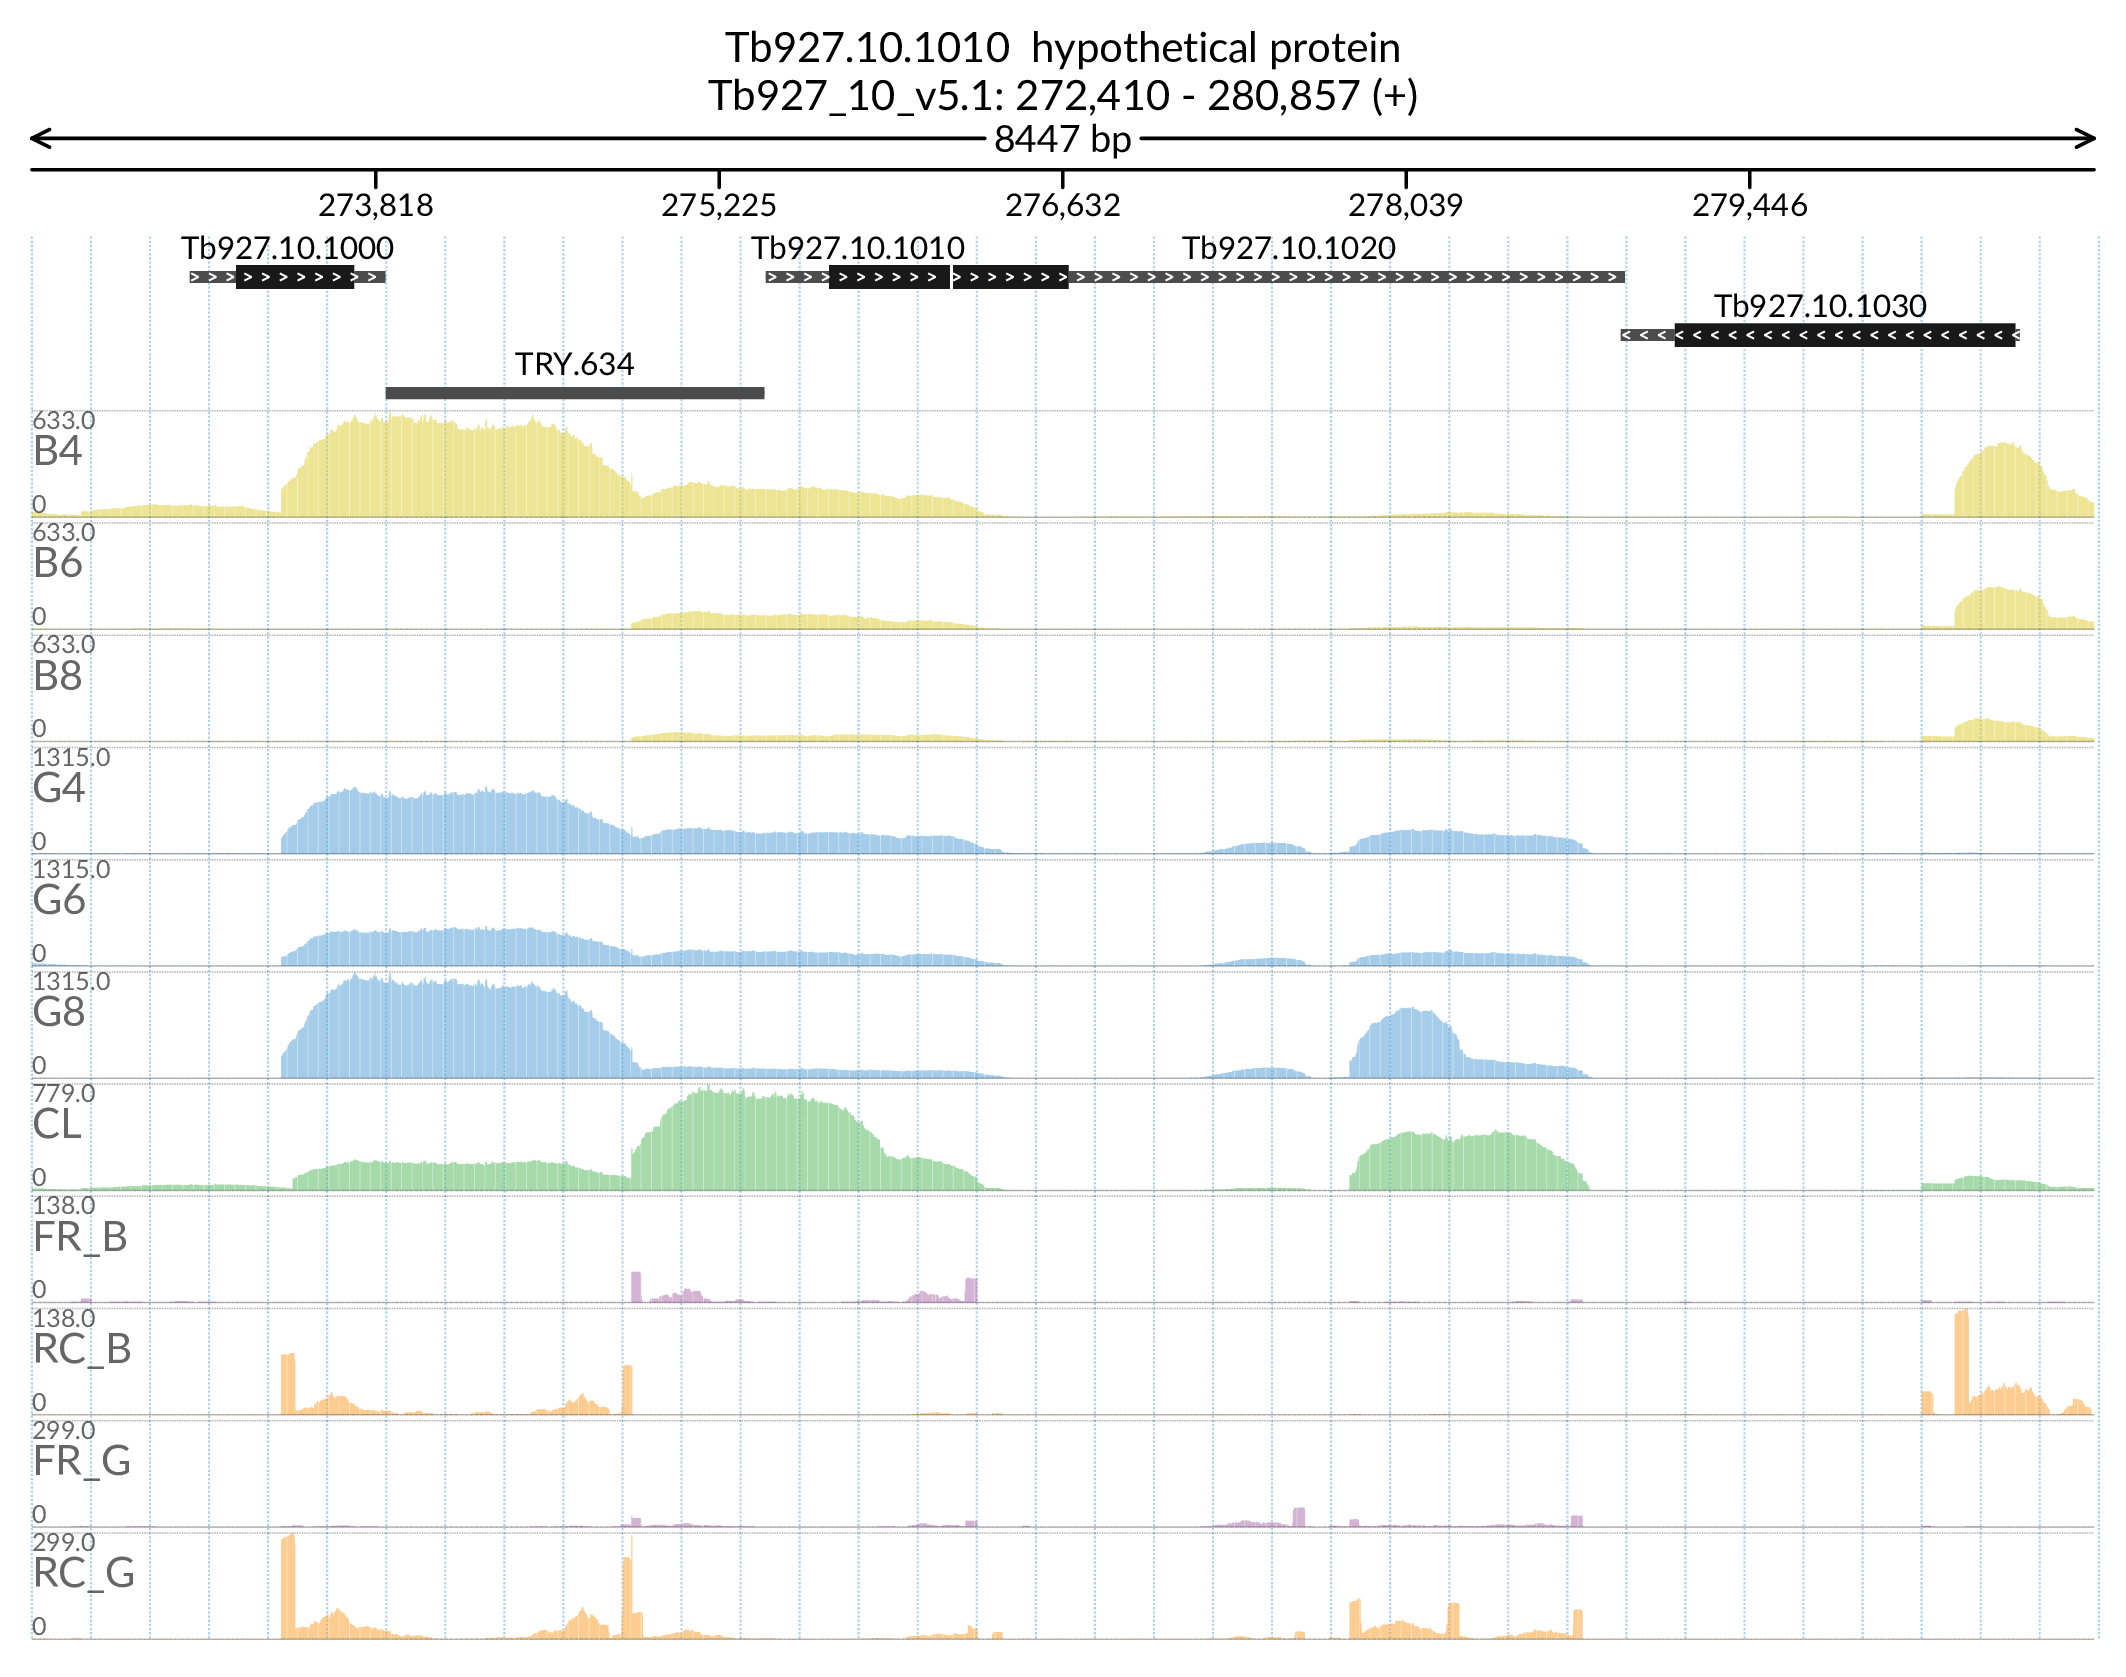 Tb927.10.1010 hypothetical protein
Tb927_10_v5.1: 272,410 - 280,857 (+)
8447 bp
273,818 275,225 276,632 278,039 279,446
Tb927.10.1000 Tb927.10.1010 Tb927.10.1020
Tb927.10.1030
TRY.634
633.0
B4
0
633.0
B6
0
633.0
B8
0
1315.0
G4
0
1315.0
G6
0
1315.0
G8
0
779.0
CL
0
138.0
FR_B
0
138.0
RC_B
0
299.0
FR_G
0
299.0
RC_G
0